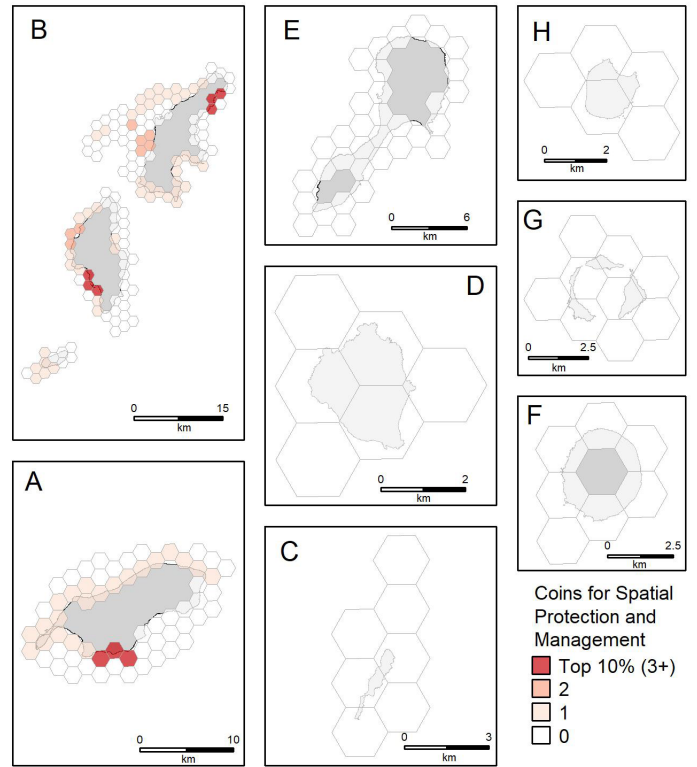 B
0 15
km
E
0 6
km
H
0 2
km
G
0 2.5
km
D
0 2
km
F
0 2.5
km
A
0 10
km
C
0 3
km
Coins for Spatial
Protection and
Management
Top 10% (3+)
2
1
0